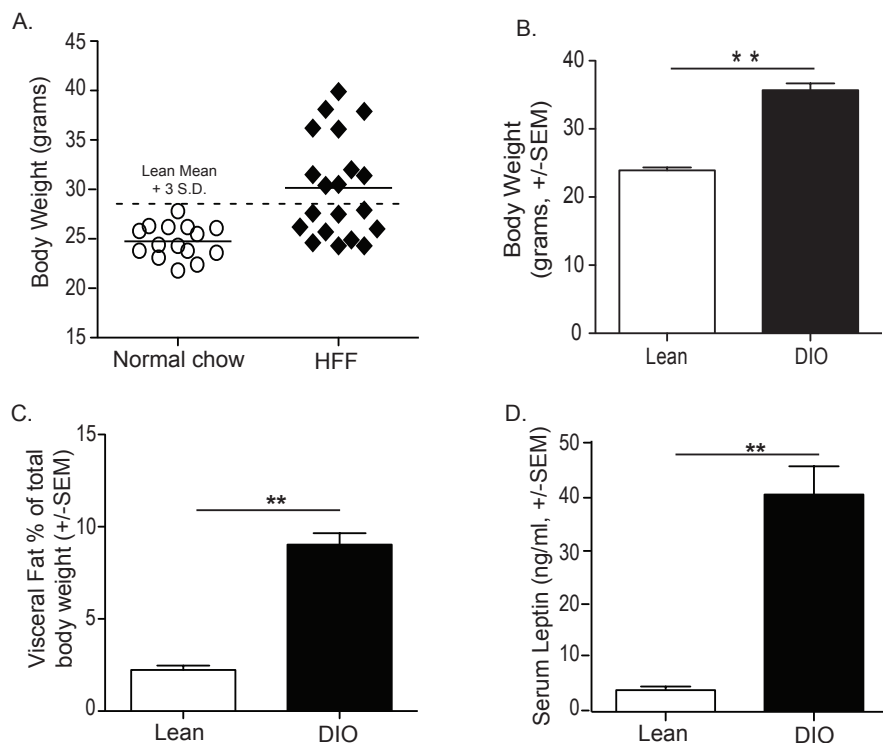 A.
Body Weight (grams)
45
40
35
30
25
20
15
Lean Mean
+ 3 S.D.
Normal chow
HFF
B.
Body Weight
(grams, +/-SEM)
40
30
20
10
0
* *
Lean
DIO
C.
Visceral Fat % of total
body weight (+/-SEM)
15
10
5
0
**
Lean
DIO
D.
Serum Leptin (ng/ml, +/-SEM)
50
40
30
20
10
0
**
Lean
DIO